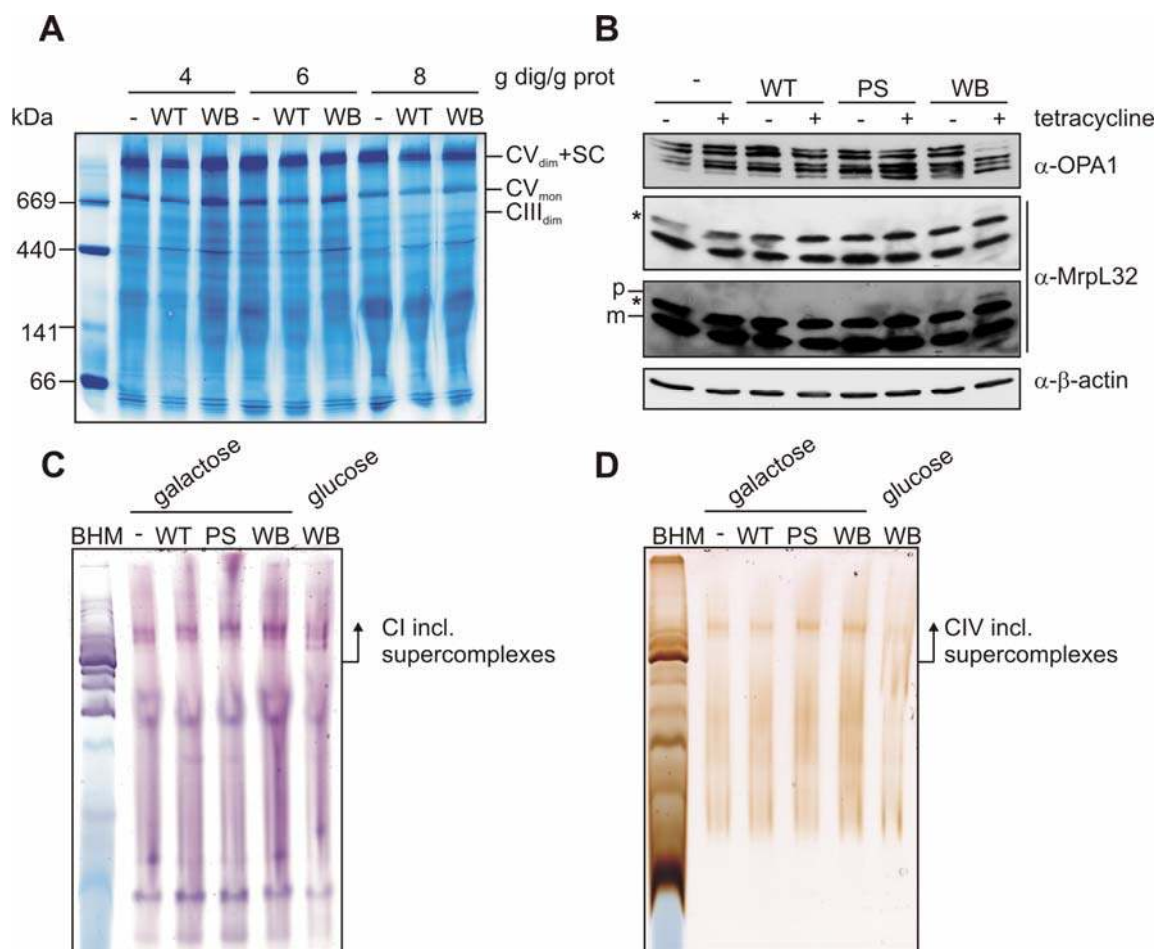 A
4 6 8 g dig/g prot
kDa - WT WB - WT WB - WT WB
CVdim+SC
CVmon
669
CIIIdim
440
141
66
B
- WT PS WB
- + - + - + - + tetracycline
α-OPA1
*
α-MrpL32
p
*
m
α-β-actin
C
galactose glucose
BHM - WT PS WB WB
CI incl.
supercomplexes
D
galactose glucose
BHM - WT PS WB WB
CIV incl.
supercomplexes